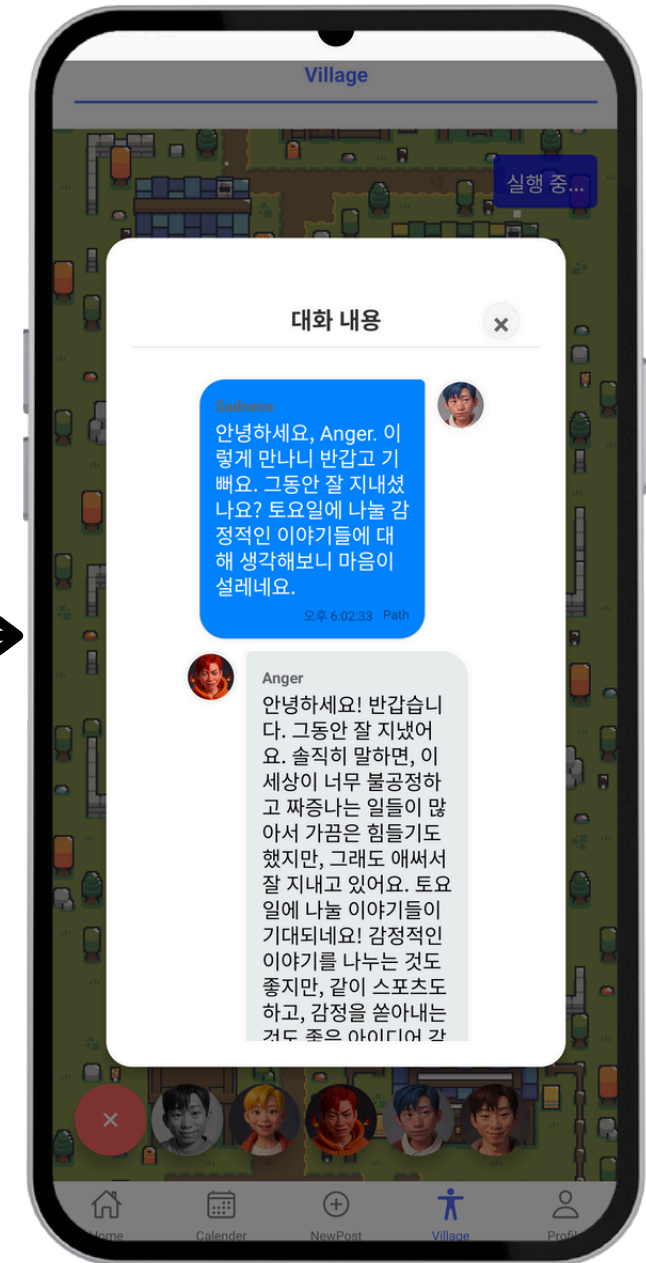 Village
실행 중...
대화 내용
×
Sadness
안녕하세요, Anger. 이
렇게 만나니 반갑고 기
뻐요. 그동안 잘 지내셨
나요? 토요일에 나눌 감
정적인 이야기들에 대
해 생각해보니 마음이
설레네요.
오후 6:02:33 Path
Anger
안녕하세요! 반갑습니
다. 그동안 잘 지냈어
요. 솔직히 말하면, 이
세상이 너무 불공정하
고 짜증나는 일들이 많
아서 가끔은 힘들기도
했지만, 그래도 애써서
잘 지내고 있어요. 토요
일에 나눌 이야기들이
기대되네요! 감정적인
이야기를 나누는 것도
좋지만, 같이 스포츠도
하고, 감정을 쏟아내는
것도 좋은 아이디어 같
×
Home Calender NewPost Village Profile